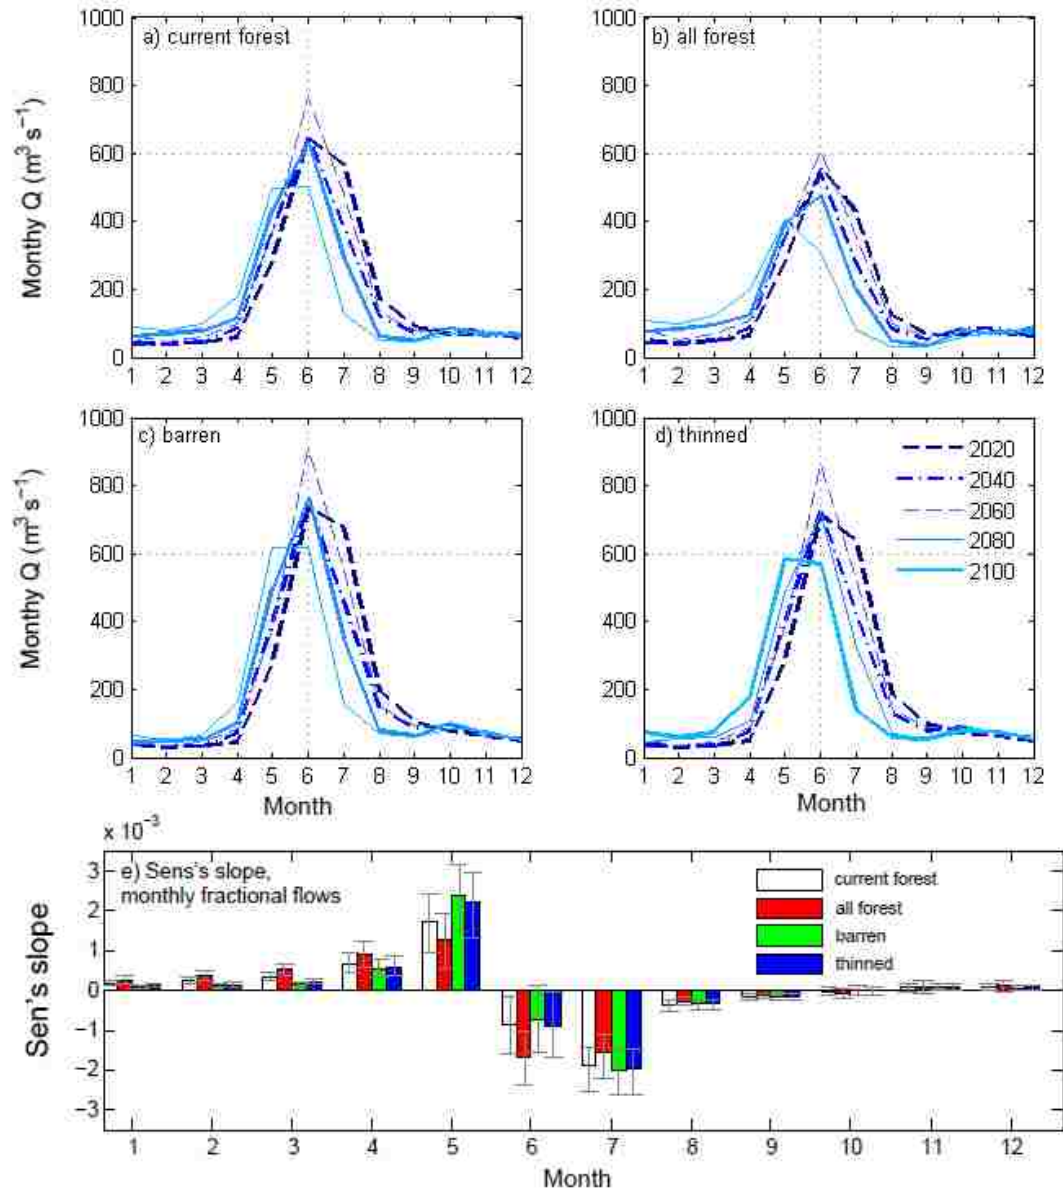 a) current forest
b) all forest
1000
800
600
400
200
0
Monthy Q (m³ s⁻¹)
1 2 3 4 5 6 7 8 9 10 11 12
1000
800
600
400
200
0
1 2 3 4 5 6 7 8 9 10 11 12
c) barren
d) thinned
1000
800
600
400
200
0
Monthy Q (m³ s⁻¹)
1 2 3 4 5 6 7 8 9 10 11 12
Month
1000
800
600
400
200
0
2020
2040
2060
2080
2100
1 2 3 4 5 6 7 8 9 10 11 12
Month
x 10⁻³
e) Sens's slope,
monthly fractional flows
current forest
all forest
barren
thinned
3
2
1
0
−1
−2
−3
Sen's slope
1 2 3 4 5 6 7 8 9 10 11 12
Month